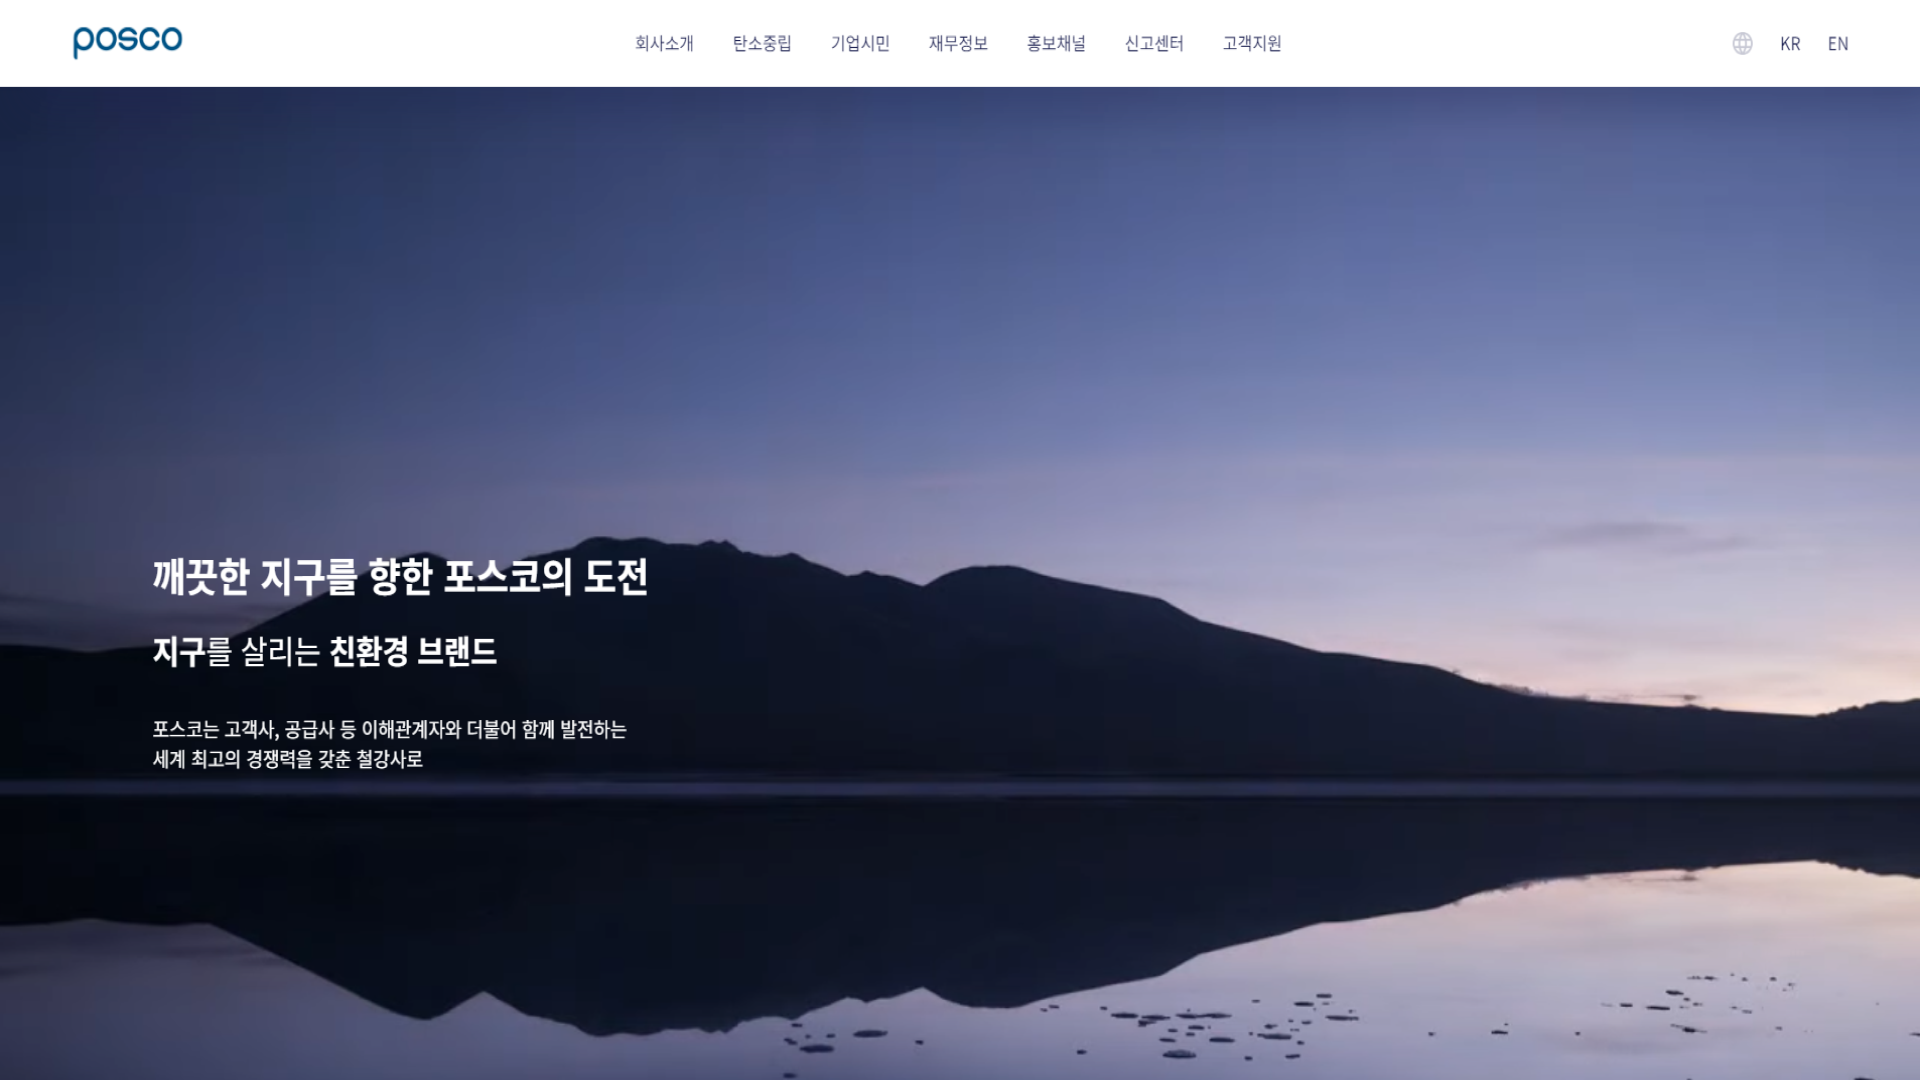 posco
회사소개
탄소중립
기업시민
재무정보
홍보채널
신고센터
고객지원
KR
EN
깨끗한 지구를 향한 포스코의 도전
지구를 살리는 친환경 브랜드
포스코는 고객사, 공급사 등 이해관계자와 더불어 함께 발전하는
세계 최고의 경쟁력을 갖춘 철강사로